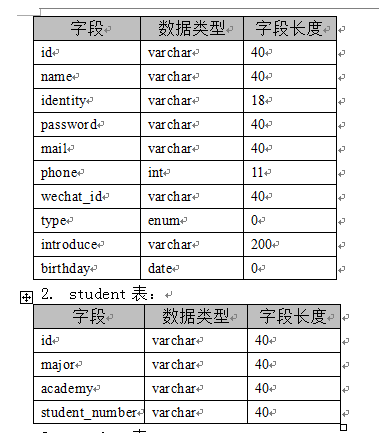 字段 数据类型 字段长度
id varchar 40
name varchar 40
identity varchar 18
password varchar 40
mail varchar 40
phone int 11
wechat_id varchar 40
type enum 0
introduce varchar 200
birthday date 0
2. student 表：
字段 数据类型 字段长度
id varchar 40
major varchar 40
academy varchar 40
student_number varchar 40